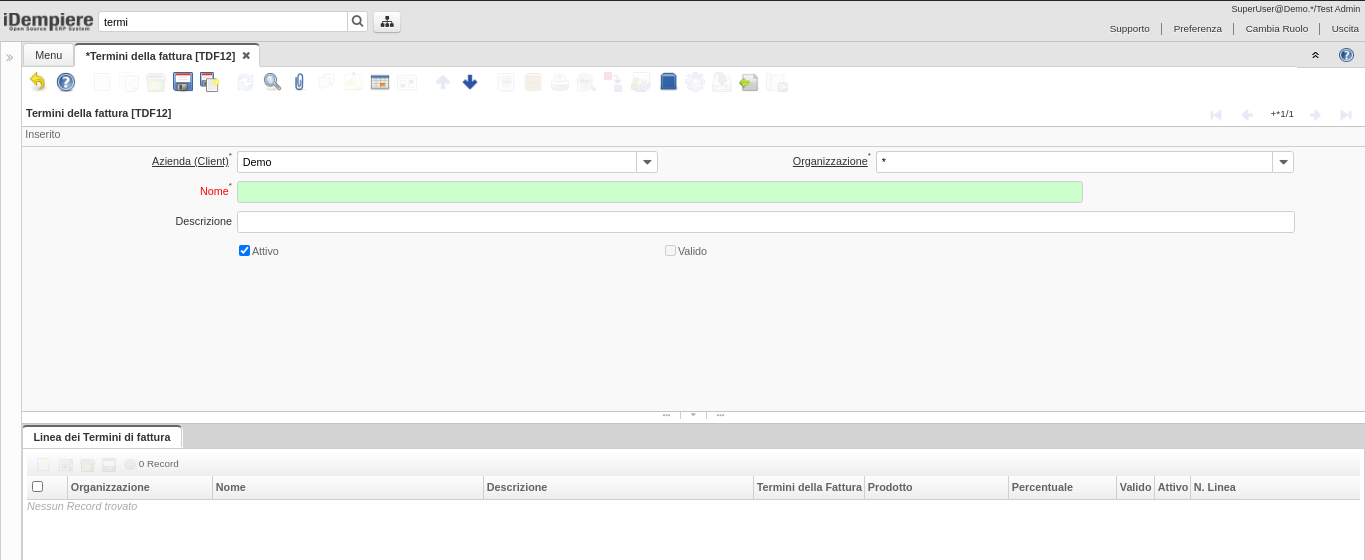 SuperUser@Demo.*/Test Admin
iDempiere
Open Source ERP System
termi
Supporto Preferenza Cambia Ruolo Uscita
Menu *Termini della fattura [TDF12]
Termini della fattura [TDF12] +*1/1
Inserito
Azienda (Client)* Demo Organizzazione* *
Nome*
Descrizione
Attivo Valido
Linea dei Termini di fattura
0 Record
Organizzazione Nome Descrizione Termini della Fattura Prodotto Percentuale Valido Attivo N. Linea
Nessun Record trovato